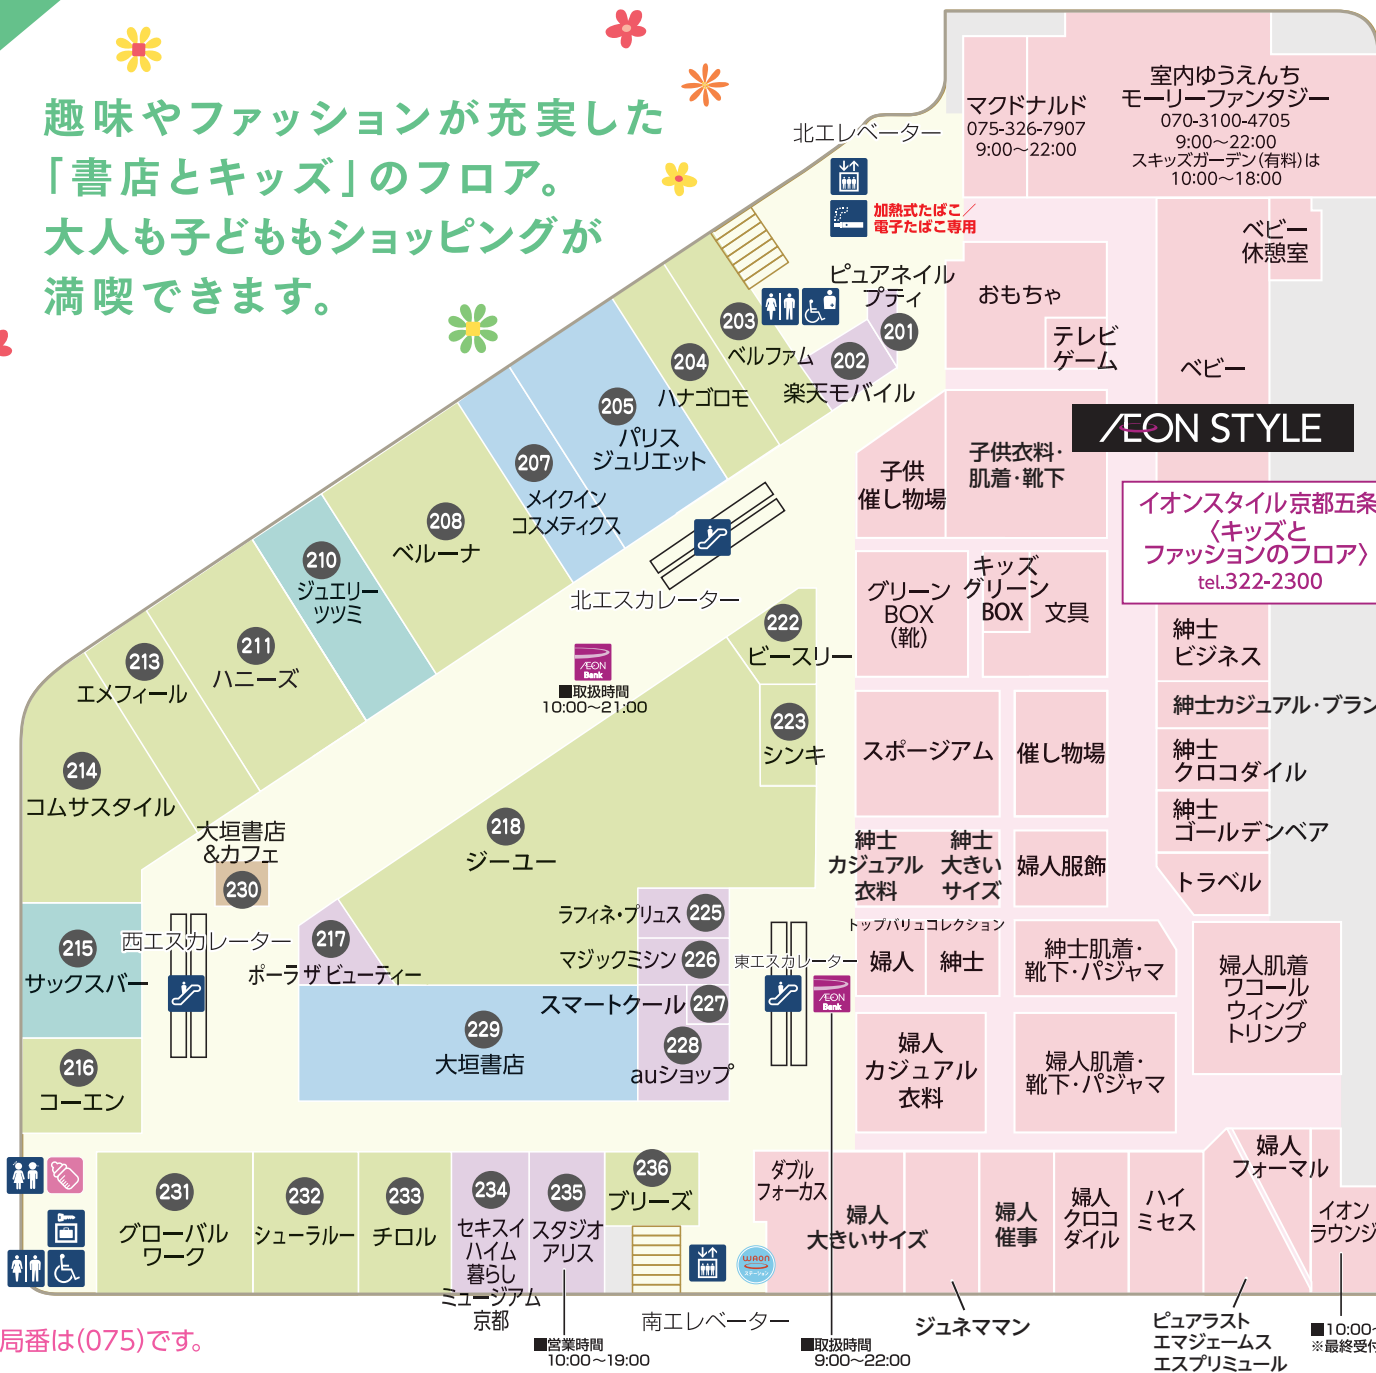 趣味やファッションが充実した
「書店とキッズ」のフロア。
大人も子どももショッピングが
満喫できます。
北エレベーター
加熱式たばこ／
電子たばこ専用
マクドナルド
075-326-7907
9:00〜22:00
室内ゆうえんち
モーリーファンタジー
070-3100-4705
9:00〜22:00
スキッズガーデン(有料)は
10:00〜18:00
ベビー
休憩室
おもちゃ
テレビ
ゲーム
ベビー
ÆON STYLE
イオンスタイル京都五条
〈キッズと
ファッションのフロア〉
tel.322-2300
ピュアネイル
プティ
201
202
楽天モバイル
203
ベルファム
204
ハナゴロモ
205
パリス
ジュリエット
207
メイクイン
コスメティクス
208
ベルーナ
210
ジュエリー
ツツミ
211
ハニーズ
213
エメフィール
214
コムサスタイル
北エスカレーター
ÆON
Bank
■取扱時間
10:00〜21:00
222
ビースリー
223
シンキ
218
ジーユー
大垣書店
&カフェ
230
215
サックスバー
西エスカレーター
217
ポーラ ザ ビューティー
216
コーエン
229
大垣書店
ラフィネ・プリュス 225
マジックミシン 226
スマートクール 227
228
auショップ
東エスカレーター
ÆON
Bank
子供
催し物場
子供衣料・
肌着・靴下
グリーン
BOX
(靴)
キッズ
グリーン
BOX
文具
スポージアム
催し物場
紳士
ビジネス
紳士カジュアル・ブラン
紳士
クロコダイル
紳士
ゴールデンベア
トラベル
紳士
カジュアル
衣料
紳士
大きい
サイズ
婦人服飾
トップバリュコレクション
婦人
紳士
紳士肌着・
靴下・パジャマ
婦人肌着
ワコール
ウィング
トリンプ
婦人
カジュアル
衣料
婦人肌着・
靴下・パジャマ
231
グローバル
ワーク
232
シューラルー
233
チロル
234
セキスイ
ハイム
暮らし
ミュージアム
京都
235
スタジオ
アリス
■営業時間
10:00〜19:00
236
ブリーズ
南エレベーター
WAON
ステーション
■取扱時間
9:00〜22:00
ダブル
フォーカス
婦人
大きいサイズ
ジュネママン
婦人
催事
婦人
クロコ
ダイル
ハイ
ミセス
婦人
フォーマル
ピュアラスト
エマジェームス
エスプリミュール
イオン
ラウンジ
■10:00〜
※最終受付
局番は(075)です。